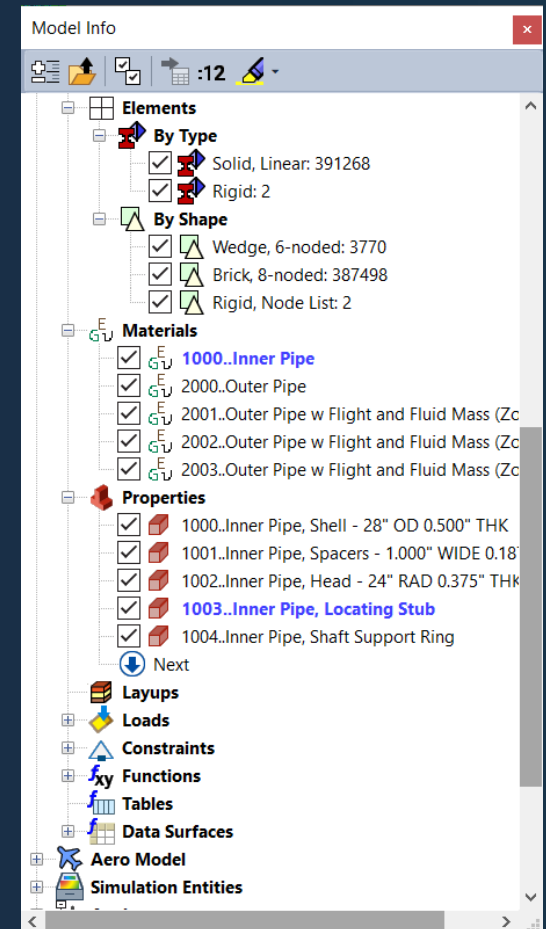 Model Info
:12
Elements
By Type
Solid, Linear: 391268
Rigid: 2
By Shape
Wedge, 6-noded: 3770
Brick, 8-noded: 387498
Rigid, Node List: 2
Materials
1000..Inner Pipe
2000..Outer Pipe
2001..Outer Pipe w Flight and Fluid Mass (Zo
2002..Outer Pipe w Flight and Fluid Mass (Zo
2003..Outer Pipe w Flight and Fluid Mass (Zo
Properties
1000..Inner Pipe, Shell - 28" OD 0.500" THK
1001..Inner Pipe, Spacers - 1.000" WIDE 0.18
1002..Inner Pipe, Head - 24" RAD 0.375" THK
1003..Inner Pipe, Locating Stub
1004..Inner Pipe, Shaft Support Ring
Next
Layups
Loads
Constraints
Functions
Tables
Data Surfaces
Aero Model
Simulation Entities